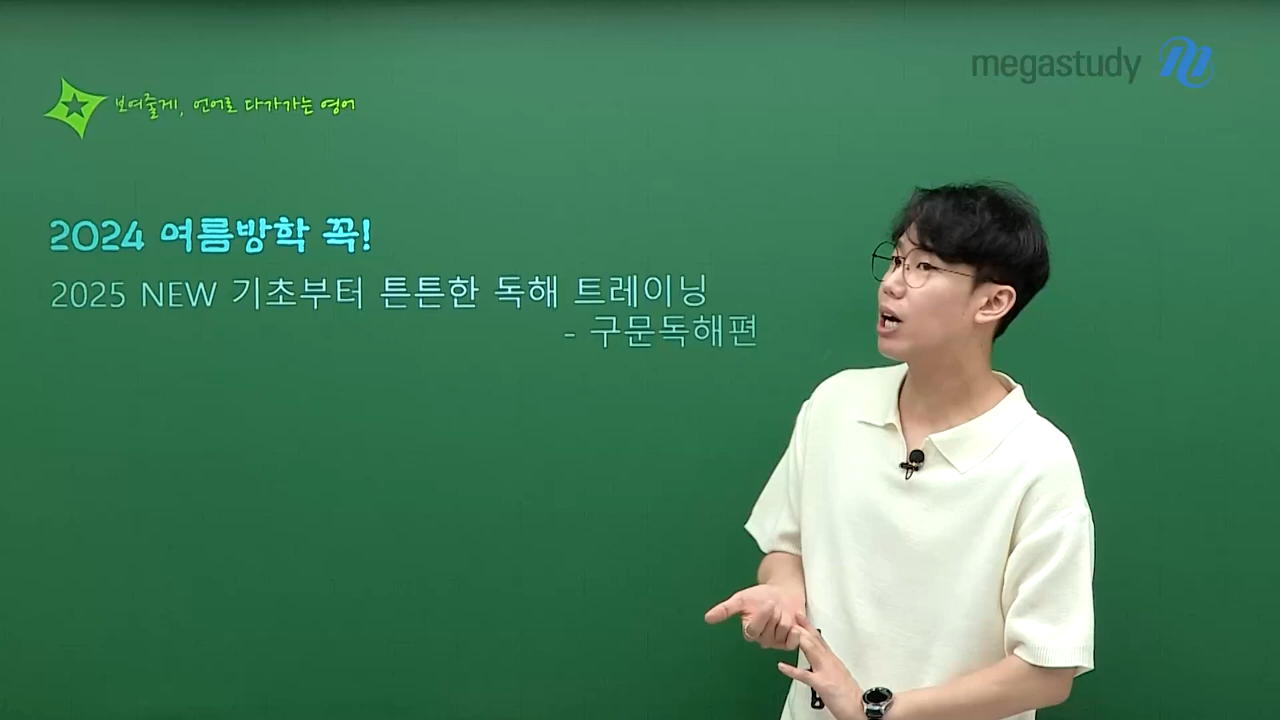 megastudy
보여줄게, 언어로 다가가는 영어
2024 여름방학 꼭!
2025 NEW 기초부터 튼튼한 독해 트레이닝
- 구문독해편